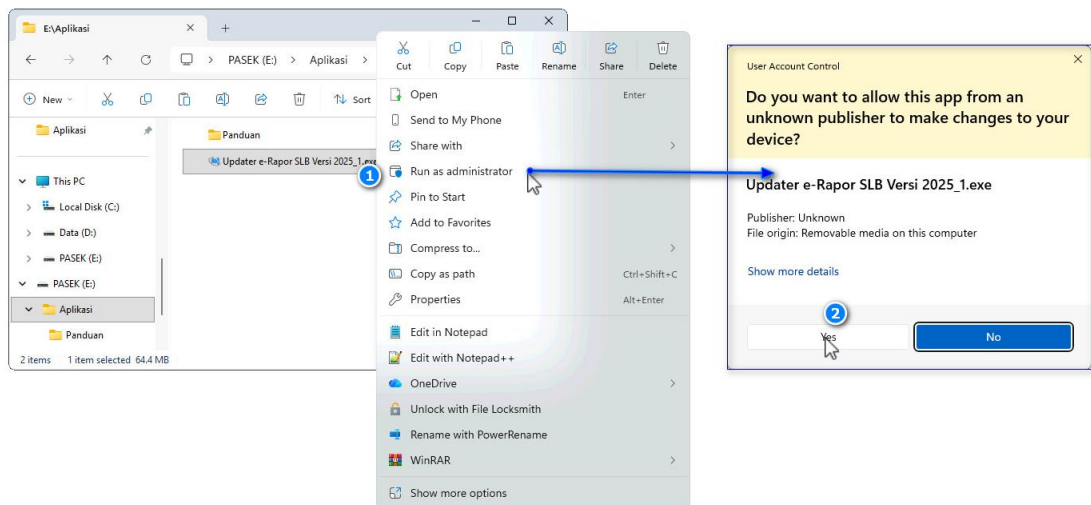 E:\Aplikasi
PASEK (E:) > Aplikasi >
New
Sort
Aplikasi
This PC
Local Disk (C:)
Data (D:)
PASEK (E:)
PASEK (E:)
Aplikasi
Panduan
Panduan
Updater e-Rapor SLB Versi 2025_1.exe
2 items 1 item selected 64.4 MB
Cut Copy Paste Rename Share Delete
Open Enter
Send to My Phone
Share with
1
Run as administrator
Pin to Start
Add to Favorites
Compress to...
Copy as path Ctrl+Shift+C
Properties Alt+Enter
Edit in Notepad
Edit with Notepad++
OneDrive
Unlock with File Locksmith
Rename with PowerRename
WinRAR
Show more options
User Account Control
Do you want to allow this app from an
unknown publisher to make changes to your
device?
Updater e-Rapor SLB Versi 2025_1.exe
Publisher: Unknown
File origin: Removable media on this computer
Show more details
2
Yes No